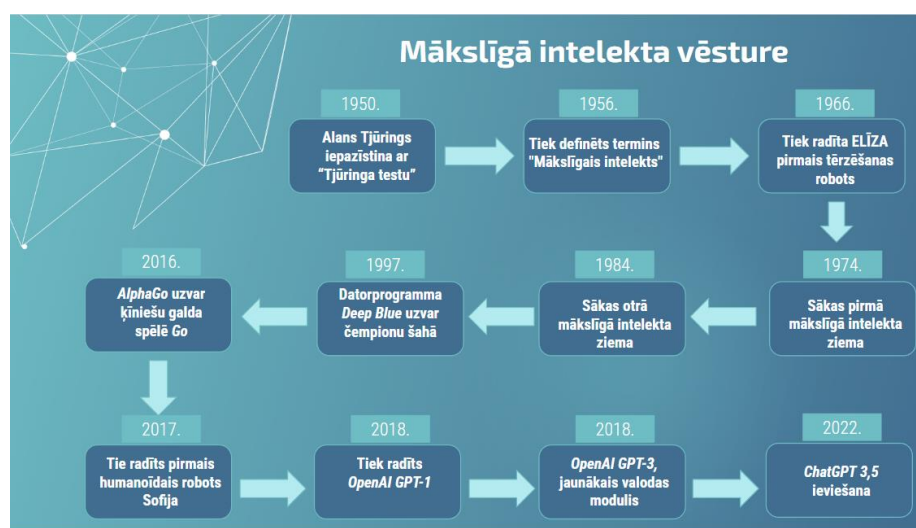 Mākslīgā intelekta vēsture
1950.
Alans Tjūrings
iepazīstina ar
“Tjūringa testu”
1956.
Tiek definēts termins
"Mākslīgais intelekts"
1966.
Tiek radīta ELĪZA
pirmais tērzēšanas
robots
1974.
Sākas pirmā
mākslīgā intelekta
ziema
1984.
Sākas otrā
mākslīgā intelekta
ziema
1997.
Datorprogramma
Deep Blue uzvar
čempionu šahā
2016.
AlphaGo uzvar
ķīniešu galda
spēlē Go
2017.
Tie radīts pirmais
humanoīdais robots
Sofija
2018.
Tiek radīts
OpenAI GPT-1
2018.
OpenAI GPT-3,
jaunākais valodas
modulis
2022.
ChatGPT 3,5
ieviešana